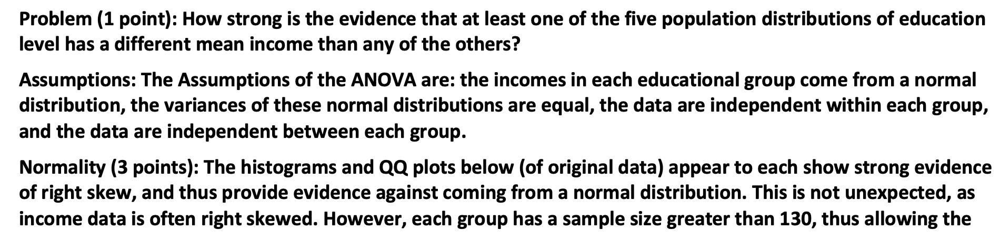 Problem (1 point): How strong is the evidence that at least one of the five population distributions of education
level has a different mean income than any of the others?
Assumptions: The Assumptions of the ANOVA are: the incomes in each educational group come from a normal
distribution, the variances of these normal distributions are equal, the data are independent within each group,
and the data are independent between each group.
Normality (3 points): The histograms and QQ plots below (of original data) appear to each show strong evidence
of right skew, and thus provide evidence against coming from a normal distribution. This is not unexpected, as
income data is often right skewed. However, each group has a sample size greater than 130, thus allowing the